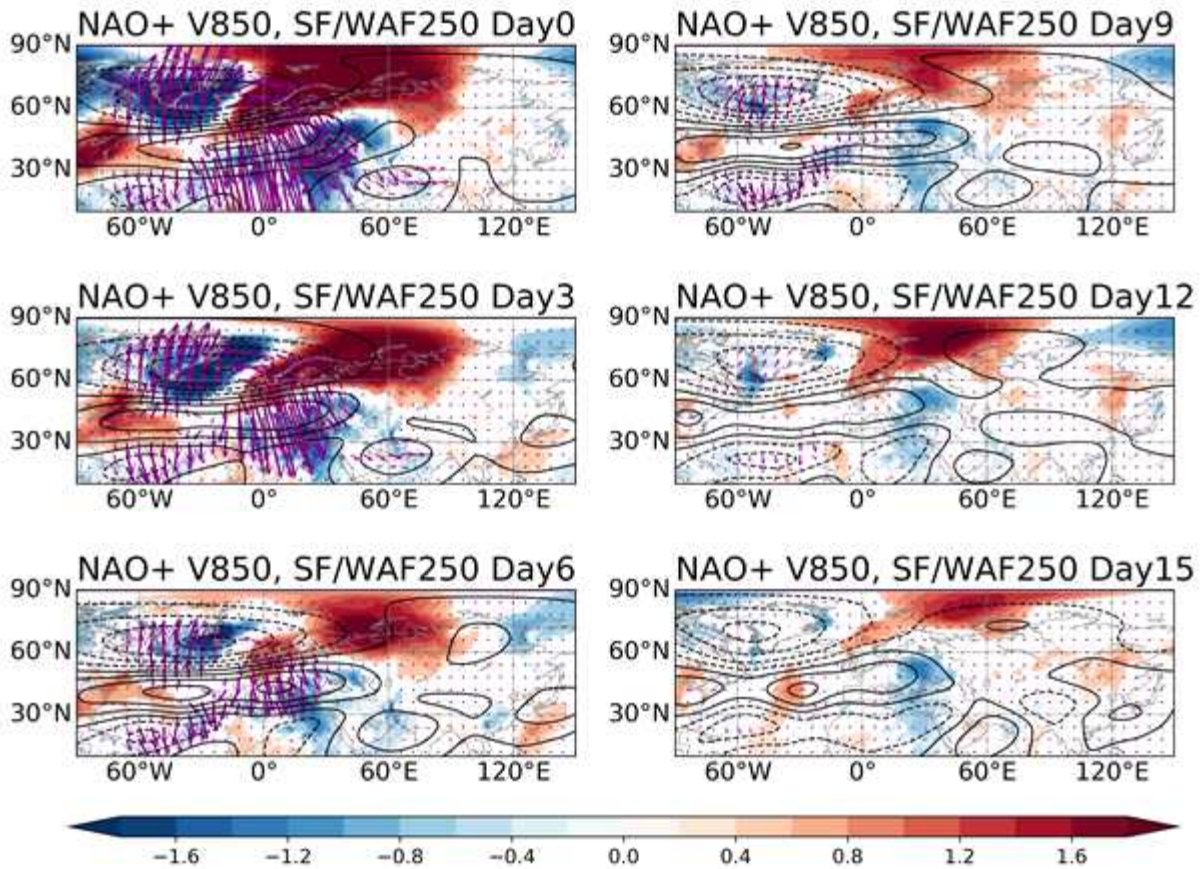 NAO+ V850, SF/WAF250 Day0
90°N
60°N
30°N
60°W 0° 60°E 120°E
NAO+ V850, SF/WAF250 Day9
90°N
60°N
30°N
60°W 0° 60°E 120°E
NAO+ V850, SF/WAF250 Day3
90°N
60°N
30°N
60°W 0° 60°E 120°E
NAO+ V850, SF/WAF250 Day12
90°N
60°N
30°N
60°W 0° 60°E 120°E
NAO+ V850, SF/WAF250 Day6
90°N
60°N
30°N
60°W 0° 60°E 120°E
NAO+ V850, SF/WAF250 Day15
90°N
60°N
30°N
60°W 0° 60°E 120°E
−1.6 −1.2 −0.8 −0.4 0.0 0.4 0.8 1.2 1.6